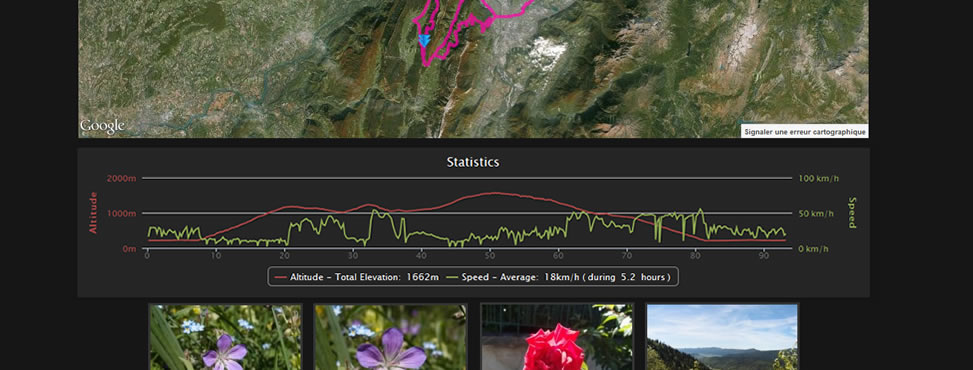 Google
Signaler une erreur cartographique
Statistics
2000m
100 km/h
Altitude
1000m
50 km/h
Speed
0m
0 km/h
0 10 20 30 40 50 60 70 80 90
Altitude - Total Elevation: 1662m Speed - Average: 18km/h ( during 5.2 hours )